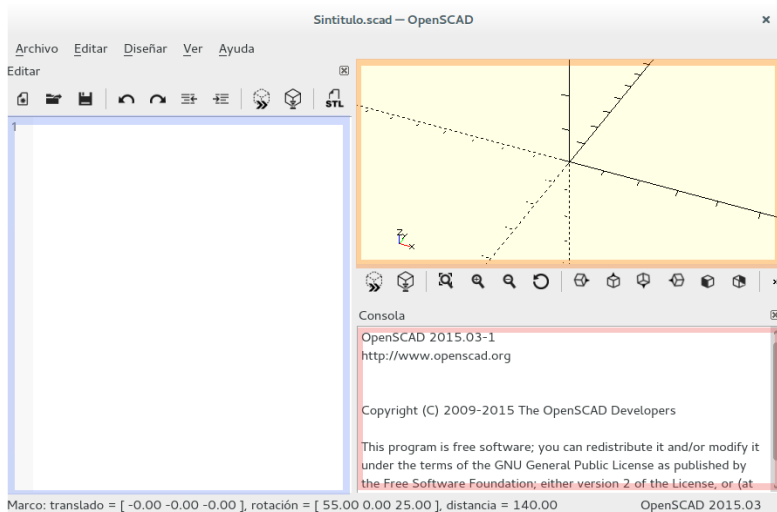 Sintitulo.scad — OpenSCAD
Archivo Editar Diseñar Ver Ayuda
Editar
STL
1
Z
y
x
Consola
OpenSCAD 2015.03-1
http://www.openscad.org
Copyright (C) 2009-2015 The OpenSCAD Developers
This program is free software; you can redistribute it and/or modify it
under the terms of the GNU General Public License as published by
the Free Software Foundation; either version 2 of the License, or (at
Marco: translado = [ -0.00 -0.00 -0.00 ], rotación = [ 55.00 0.00 25.00 ], distancia = 140.00 OpenSCAD 2015.03